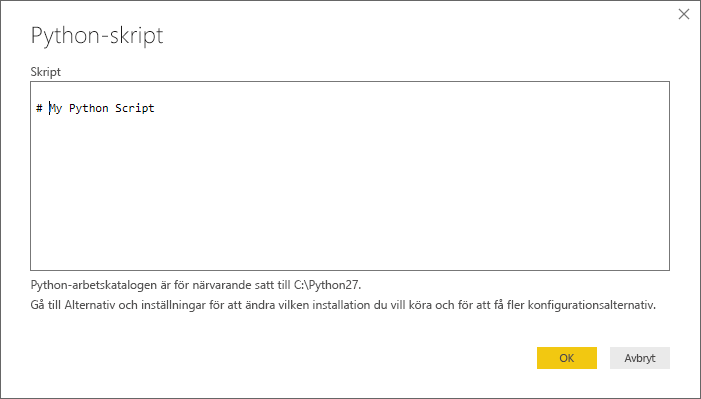 Python-skript
Skript
# My Python Script
Python-arbetskatalogen är för närvarande satt till C:\Python27.
Gå till Alternativ och inställningar för att ändra vilken installation du vill köra och för att få fler konfigurationsalternativ.
OK
Avbryt